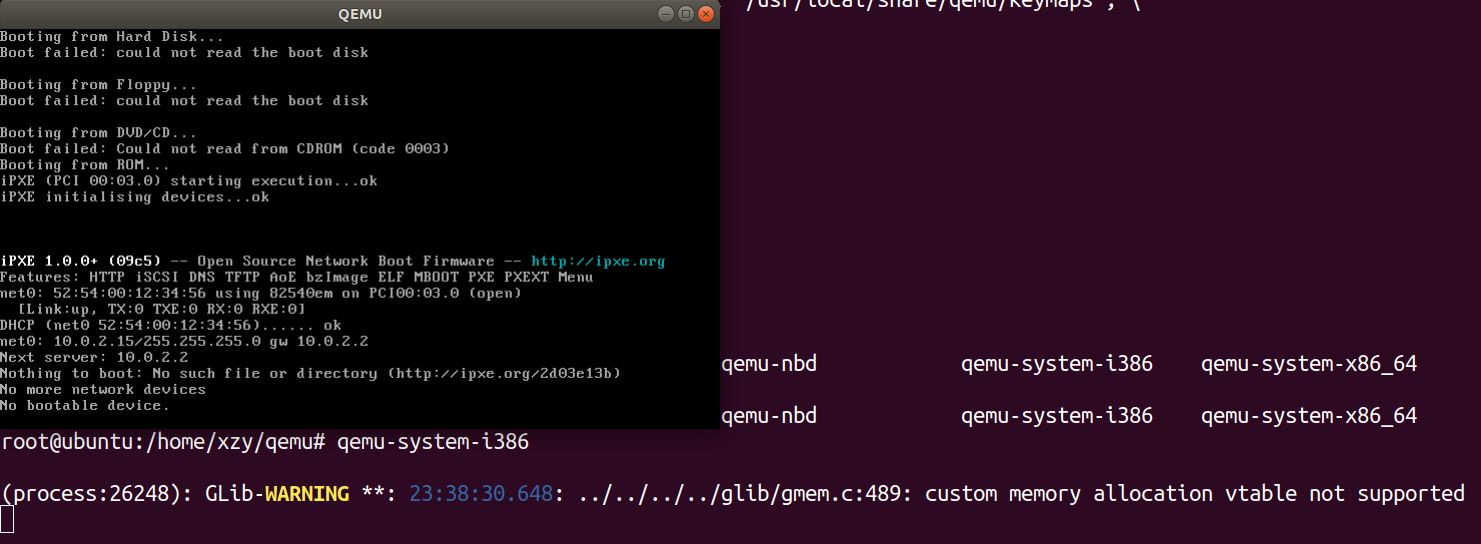 /usr/local/share/qemu/keymaps", \
QEMU
Booting from Hard Disk...
Boot failed: could not read the boot disk
Booting from Floppy...
Boot failed: could not read the boot disk
Booting from DVD/CD...
Boot failed: Could not read from CDROM (code 0003)
Booting from ROM...
iPXE (PCI 00:03.0) starting execution...ok
iPXE initialising devices...ok
iPXE 1.0.0+ (09c5) -- Open Source Network Boot Firmware -- http://ipxe.org
Features: HTTP iSCSI DNS TFTP AoE bzImage ELF MBOOT PXE PXEXT Menu
net0: 52:54:00:12:34:56 using 82540em on PCI00:03.0 (open)
[Link:up, TX:0 TXE:0 RX:0 RXE:0]
DHCP (net0 52:54:00:12:34:56)...... ok
net0: 10.0.2.15/255.255.255.0 gw 10.0.2.2
Next server: 10.0.2.2
Nothing to boot: No such file or directory (http://ipxe.org/2d03e13b)
No more network devices
No bootable device.
qemu-nbd qemu-system-i386 qemu-system-x86_64
qemu-nbd qemu-system-i386 qemu-system-x86_64
root@ubuntu:/home/xzy/qemu# qemu-system-i386
(process:26248): GLib-WARNING **: 23:38:30.648: ../../../../glib/gmem.c:489: custom memory allocation vtable not supported